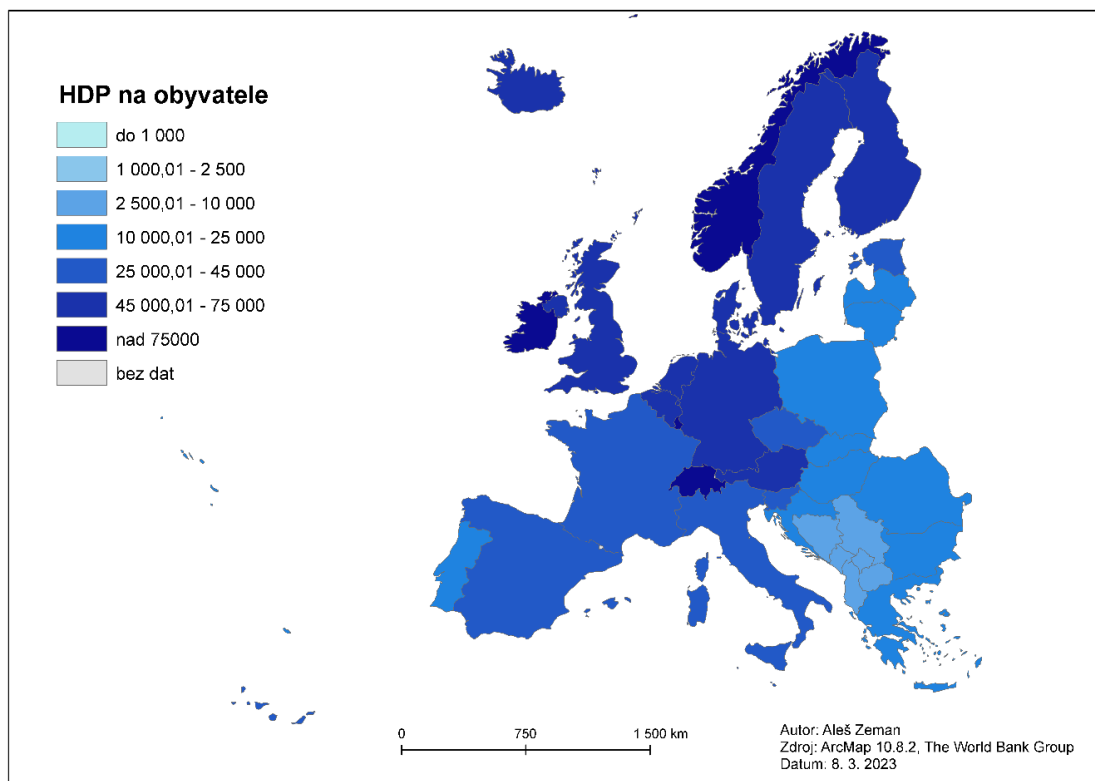 HDP na obyvatele
do 1 000
1 000,01 - 2 500
2 500,01 - 10 000
10 000,01 - 25 000
25 000,01 - 45 000
45 000,01 - 75 000
nad 75000
bez dat
0 750 1 500 km
Autor: Aleš Zeman
Zdroj: ArcMap 10.8.2, The World Bank Group
Datum: 8. 3. 2023